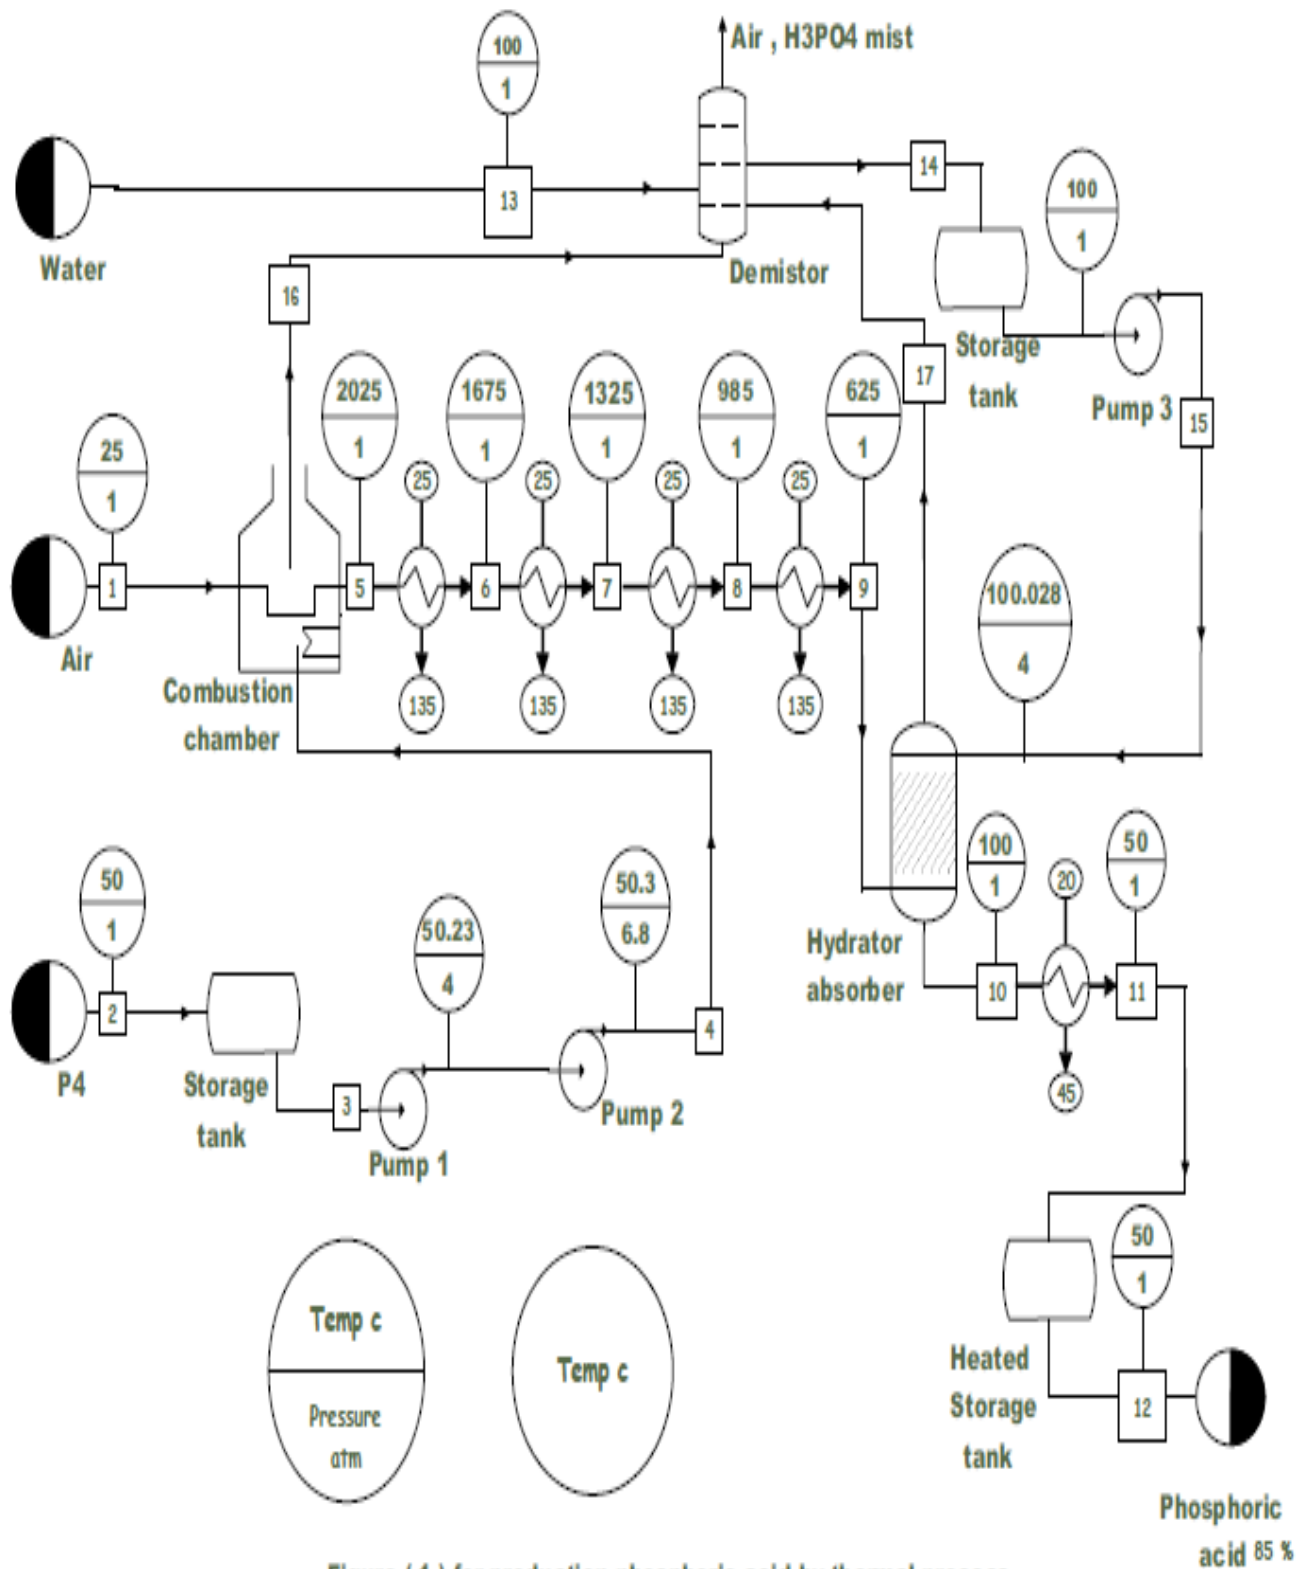 100
1
Air , H3PO4 mist
13
14
100
1
Water
Demistor
16
Storage
tank
Pump 3
15
17
2025
1
1675
1
1325
1
985
1
625
1
25
1
25
25
25
25
1
5
6
7
8
9
Air
100.028
4
Combustion
chamber
135
135
135
135
50
1
50.3
6.8
50.23
4
100
1
20
50
1
Hydrator
absorber
10
11
2
4
45
P4
Storage
tank
3
Pump 1
Pump 2
Temp c
Pressure
atm
Temp c
50
1
Heated
Storage
tank
12
Phosphoric
acid 85 %